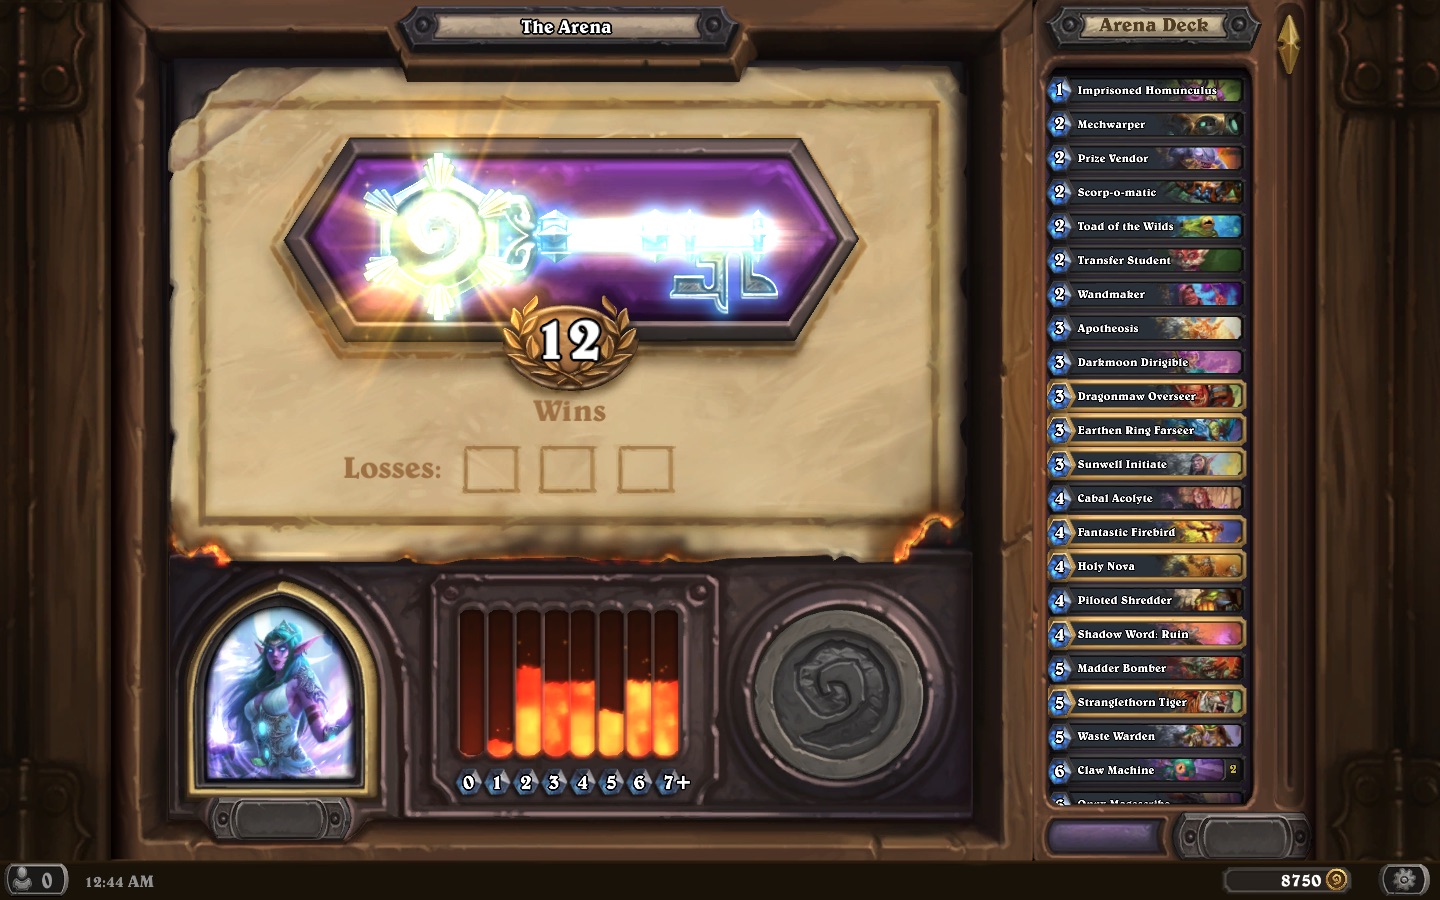 The Arena
12
Wins
Losses:
0 1 2 3 4 5 6 7+
Arena Deck
1 Imprisoned Homunculus
2 Mechwarper
2 Prize Vendor
2 Scorp-o-matic
2 Toad of the Wilds
2 Transfer Student
2 Wandmaker
3 Apotheosis
3 Darkmoon Dirigible
3 Dragonmaw Overseer
3 Earthen Ring Farseer
3 Sunwell Initiate
4 Cabal Acolyte
4 Fantastic Firebird
4 Holy Nova
4 Piloted Shredder
4 Shadow Word: Ruin
5 Madder Bomber
5 Stranglethorn Tiger
5 Waste Warden
6 Claw Machine 2
0 12:44 AM
8750